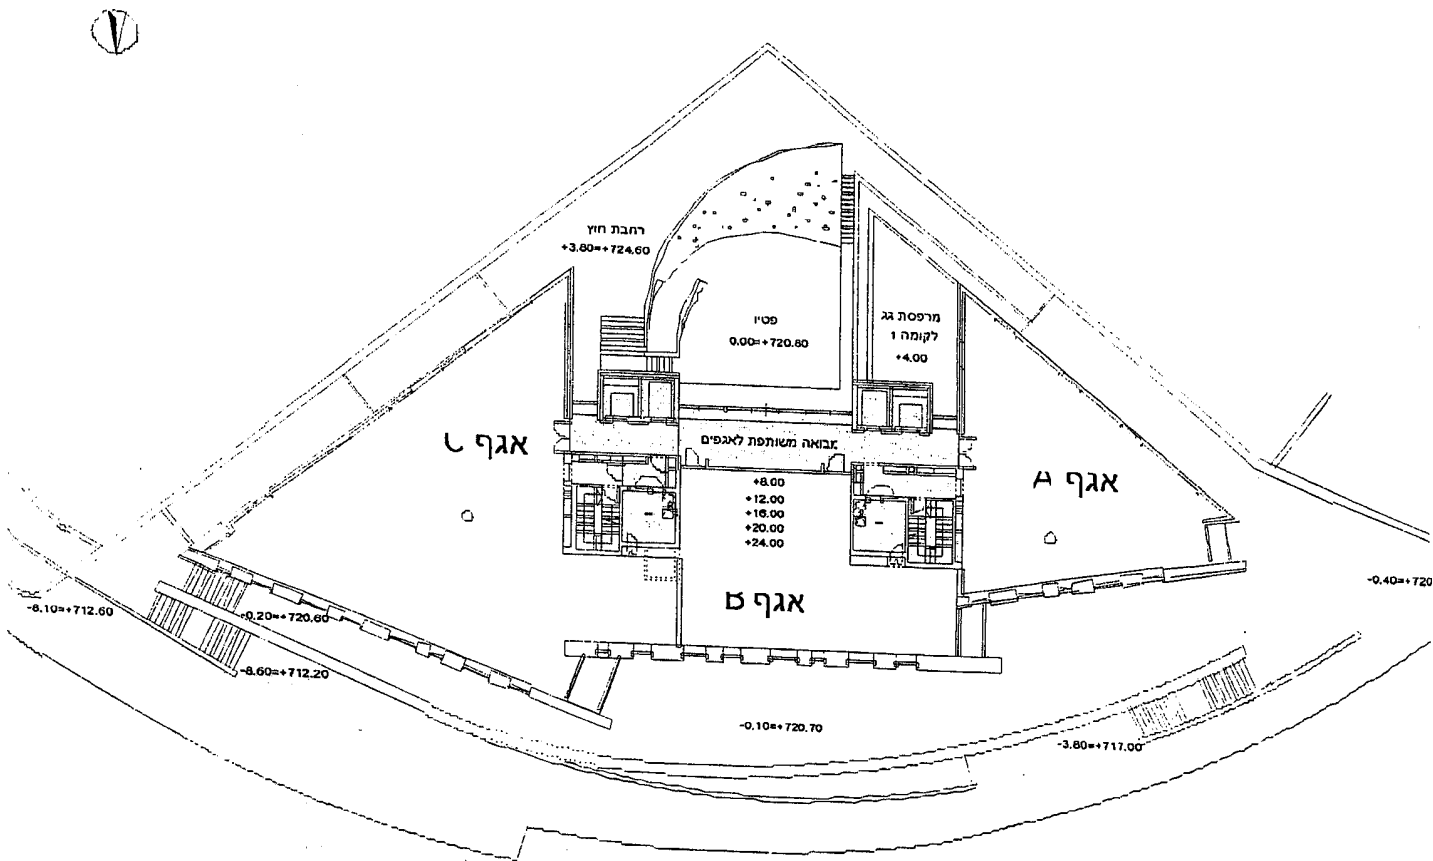 רחבת חוץ
+3.80=+724.60
פטיו
0.00=+720.80
מרפסת גג
לקומה 1
+4.00
אגף C
מבואה משותפת לאגפים
אגף A
+8.00
+12.00
+16.00
+20.00
+24.00
אגף B
-8.10=+712.60
-0.20=+720.60
-8.60=+712.20
-0.10=+720.70
-3.80=+717.00
-0.40=+720